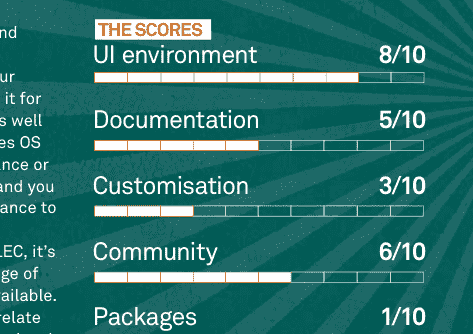 nd
ur
it for
s well
es OS
ance or
and you
ance to
LEC, it's
ge of
ailable.
relate
THE SCORES
UI environment 8/10
Documentation 5/10
Customisation 3/10
Community 6/10
Packages 1/10